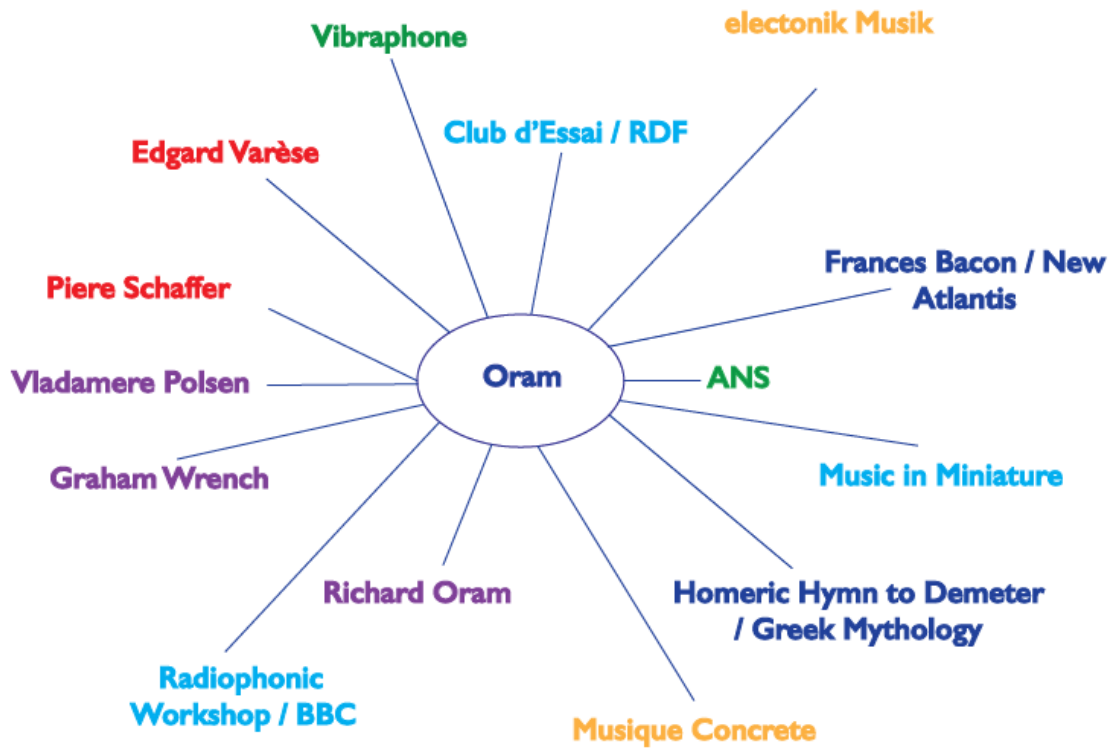 electonik Musik
Vibraphone
Club d'Essai / RDF
Edgard Varèse
Frances Bacon / New
Atlantis
Piere Schaffer
Oram
ANS
Vladamere Polsen
Graham Wrench
Music in Miniature
Richard Oram
Homeric Hymn to Demeter
/ Greek Mythology
Radiophonic
Workshop / BBC
Musique Concrete